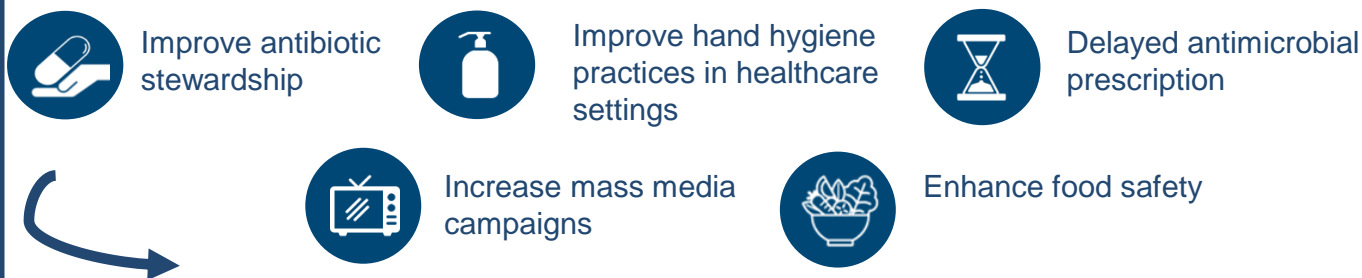 Improve antibiotic
stewardship
Improve hand hygiene
practices in healthcare
settings
Delayed antimicrobial
prescription
Increase mass media
campaigns
Enhance food safety